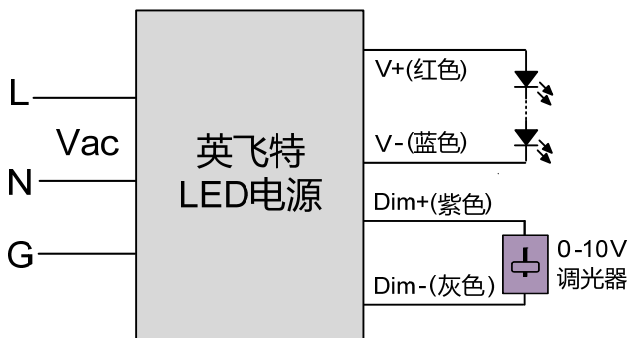 L
Vac
N
G
英飞特
LED电源
V+(红色)
V-(蓝色)
Dim+(紫色)
Dim-(灰色)
0-10V
调光器